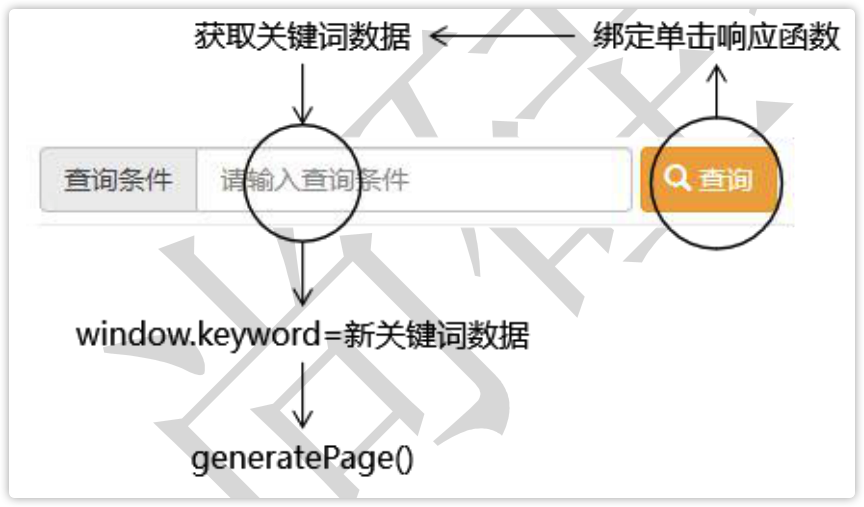 获取关键词数据 绑定单击响应函数
查询条件 请输入查询条件 查询
window.keyword=新关键词数据
generatePage()